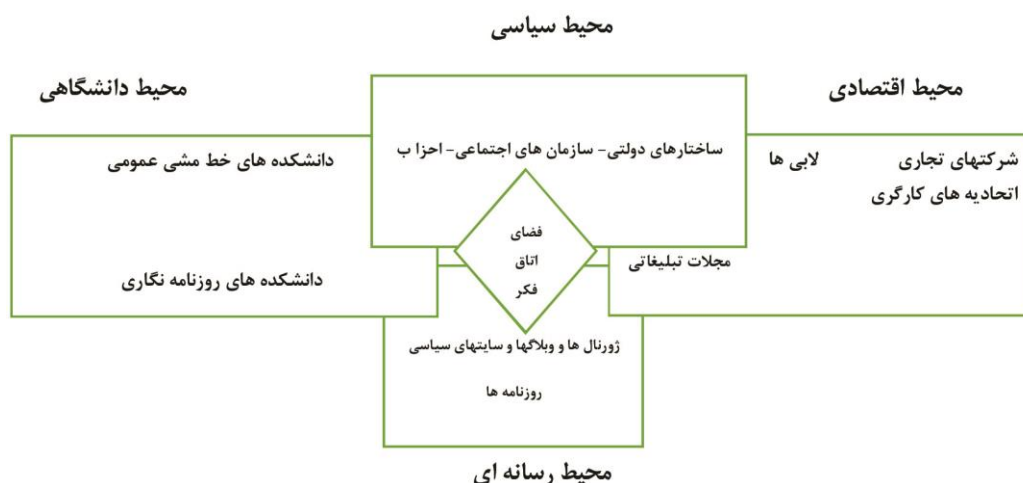 محیط سیاسی
محیط اقتصادی
محیط دانشگاهی
ساختارهای دولتی- سازمان های اجتماعی- احزا ب
شرکتهای تجاری لابی ها
اتحادیه های کارگری
مجلات تبلیغاتی
دانشکده های خط مشی عمومی
دانشکده های روزنامه نگاری
فضای
اتاق
فکر
ژورنال ها و وبلاگها و سایتهای سیاسی
روزنامه ها
محیط رسانه ای